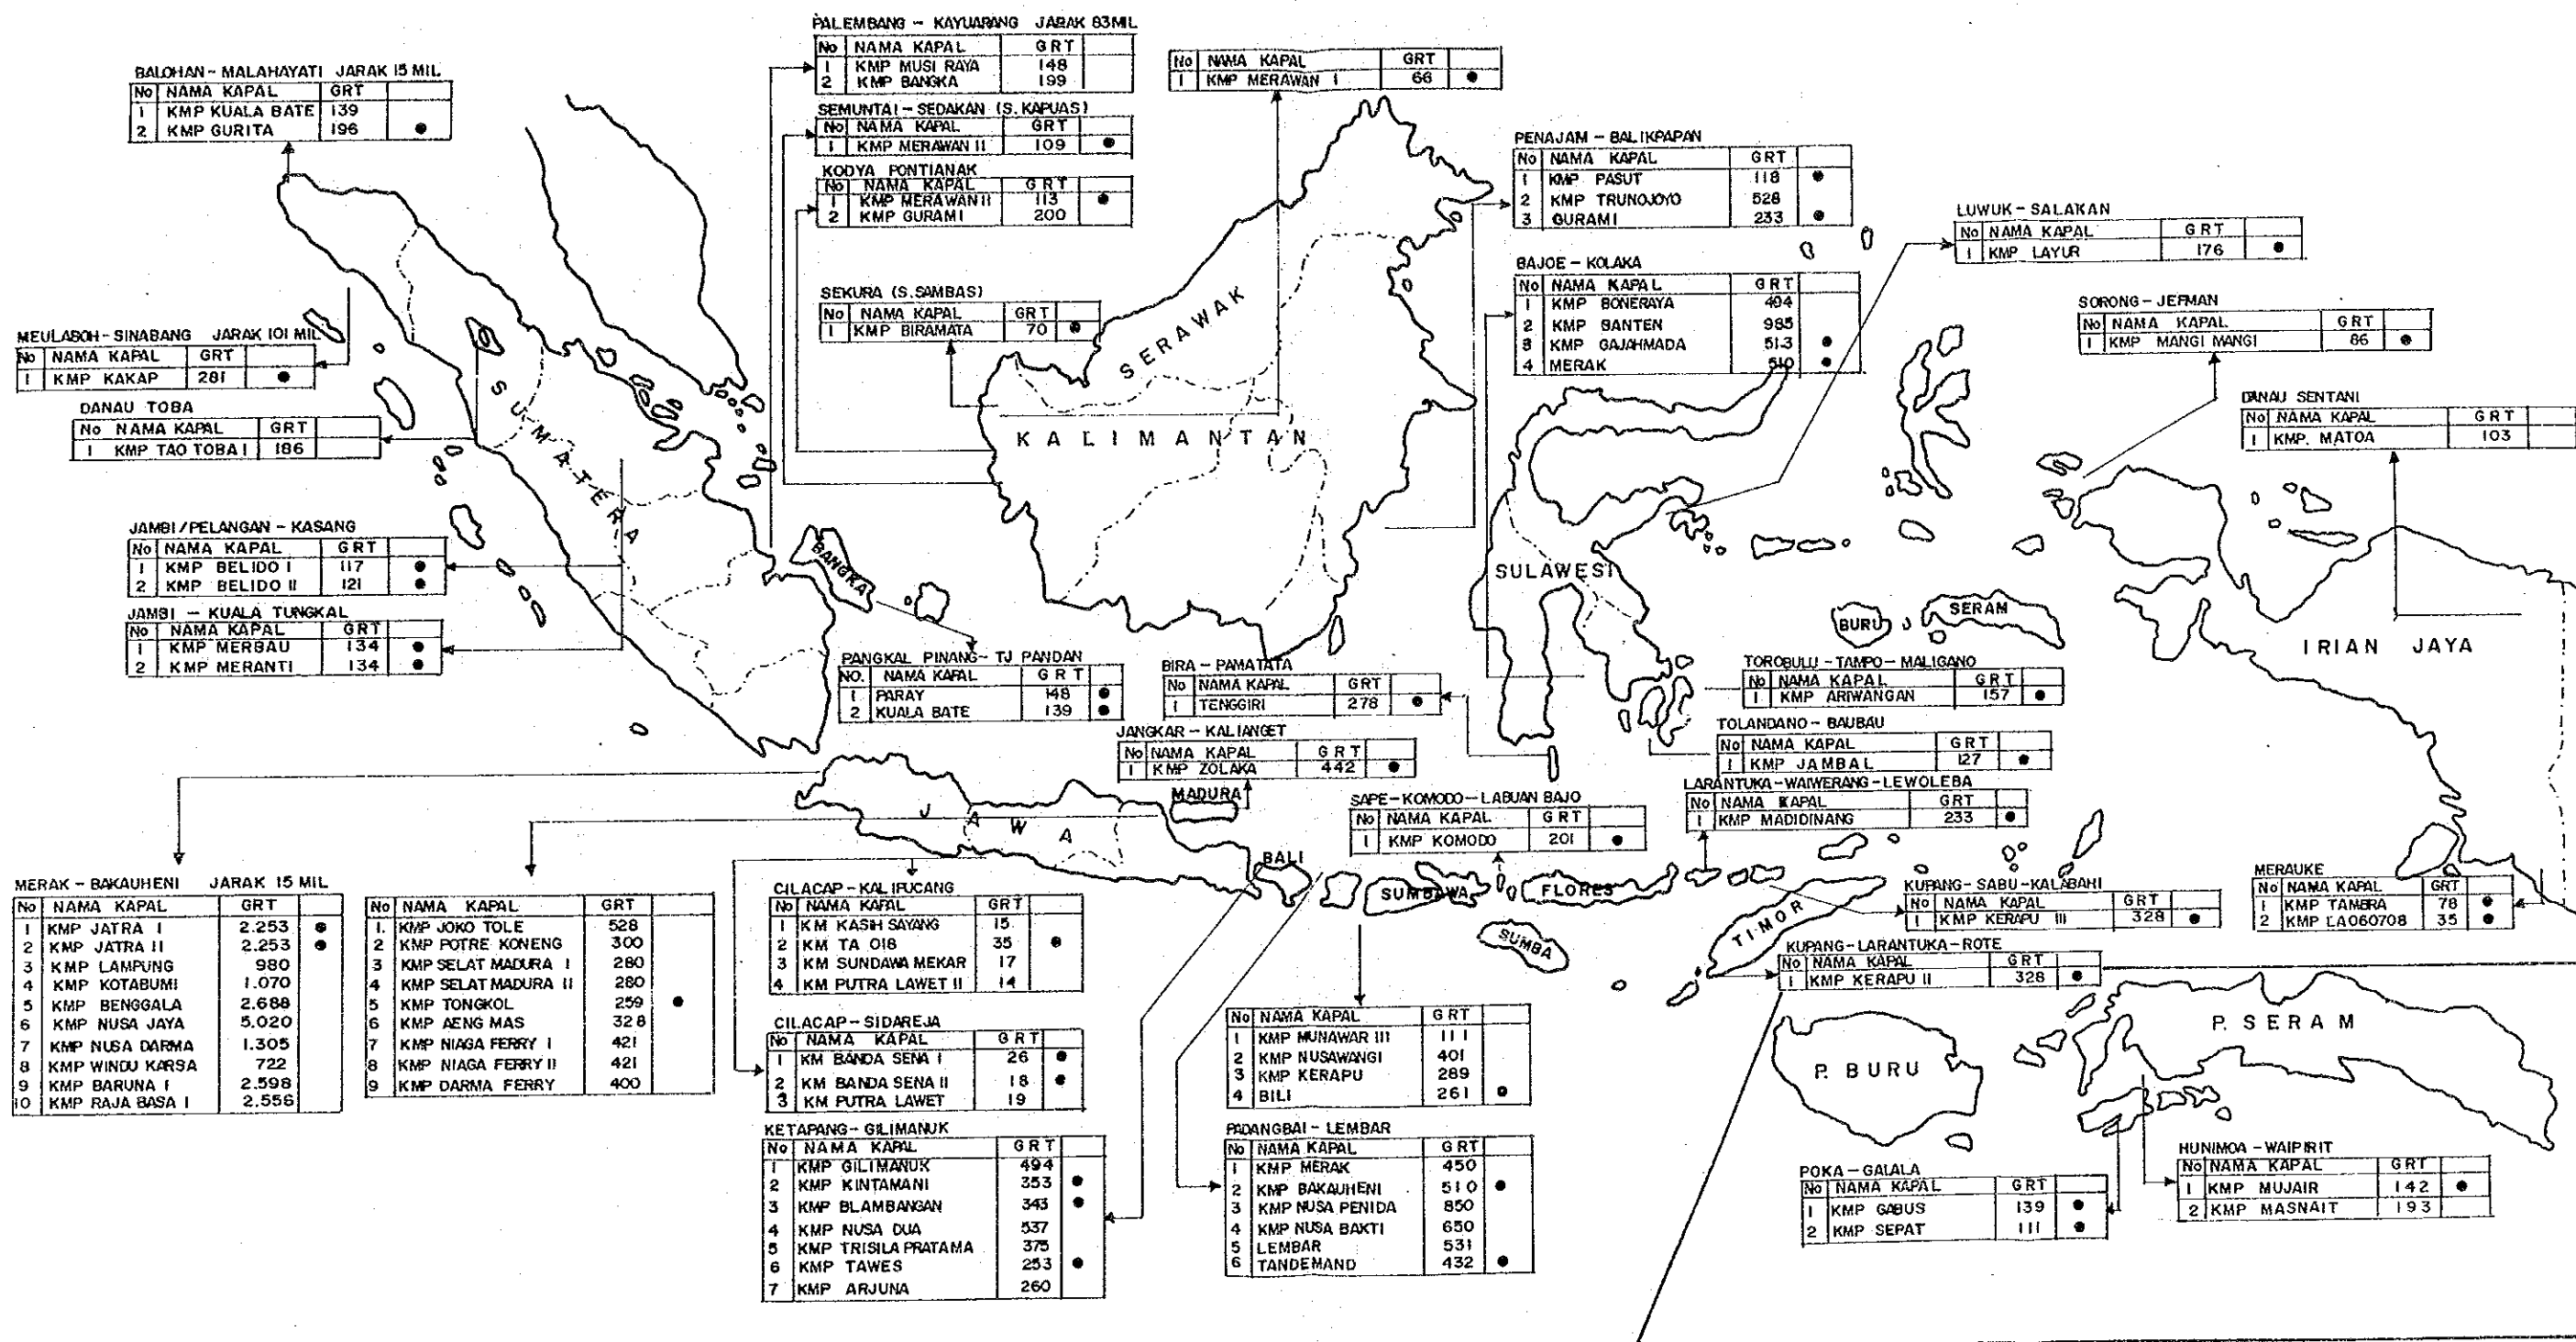 PALEMBANG - KAYUARANG JARAK 83 MIL
No NAMA KAPAL GRT
1 KMP MUSI RAYA 148
2 KMP BANGKA 199
No NAMA KAPAL GRT
1 KMP MERAWAN I 66 ●
BALOHAN - MALAHAYATI JARAK 15 MIL
No NAMA KAPAL GRT
1 KMP KUALA BATE 139
2 KMP GURITA 196 ●
SEMUNTAI - SEDAKAN (S. KAPUAS)
No NAMA KAPAL GRT
1 KMP MERAWAN II 109 ●
KODYA PONTIANAK
No NAMA KAPAL GRT
1 KMP MERAWAN II 113 ●
2 KMP GURAMI 200
PENAJAM - BALIKPAPAN
No NAMA KAPAL GRT
1 KMP PASUT 118 ●
2 KMP TRUNOJOYO 528
3 GURAMI 233 ●
LUWUK - SALAKAN
No NAMA KAPAL GRT
1 KMP LAYUR 176 ●
BAJOE - KOLAKA
No NAMA KAPAL GRT
1 KMP BONERAYA 404
2 KMP BANTEN 985
3 KMP GAJAHMADA 513 ●
4 MERAK 510 ●
SEKURA (S. SAMBAS)
No NAMA KAPAL GRT
1 KMP BIRAMATA 70 ●
SORONG - JEFMAN
No NAMA KAPAL GRT
1 KMP MANGI MANGI 86 ●
MEULABOH - SINABANG JARAK 101 MIL
No NAMA KAPAL GRT
1 KMP KAKAP 281 ●
DANAU TOBA
No NAMA KAPAL GRT
1 KMP TAO TOBA I 186
DANAU SENTANI
No NAMA KAPAL GRT
1 KMP. MATOA 103
SUMATERA
SERAWAK
KALIMANTAN
JAMBI/PELANGAN - KASANG
No NAMA KAPAL GRT
1 KMP BELIDO I 117 ●
2 KMP BELIDO II 121 ●
BANGKA
SULAWESI
JAMBI - KUALA TUNGKAL
No NAMA KAPAL GRT
1 KMP MERBAU 134 ●
2 KMP MERANTI 134 ●
BURU
SERAM
IRIAN JAYA
PANGKAL PINANG - TJ PANDAN
NO. NAMA KAPAL GRT
1 PARAY 148 ●
2 KUALA BATE 139 ●
BIRA - PAMATATA
No NAMA KAPAL GRT
1 TENGGIRI 278 ●
TOROBULU - TAMPO - MALIGANO
No NAMA KAPAL GRT
1 KMP ARIWANGAN 157 ●
JANGKAR - KALIANGET
No NAMA KAPAL GRT
1 KMP ZOLAKA 442 ●
TOLANDANO - BAUBAU
No NAMA KAPAL GRT
1 KMP JAMBAL 127 ●
LARANTUKA - WAIWERANG - LEWOLEBA
No NAMA KAPAL GRT
1 KMP MADIDINANG 233 ●
MADURA
JAWA
SAPE - KOMODO - LABUAN BAJO
No NAMA KAPAL GRT
1 KMP KOMODO 201 ●
BALI
SUMBAWA
FLORES
SUMBA
TIMOR
MERAK - BAKAUHENI JARAK 15 MIL
No NAMA KAPAL GRT
1 KMP JATRA I 2.253 ●
2 KMP JATRA II 2.253 ●
3 KMP LAMPUNG 980
4 KMP KOTABUMI 1.070
5 KMP BENGGALA 2.688
6 KMP NUSA JAYA 5.020
7 KMP NUSA DARMA 1.305
8 KMP WINDU KARSA 722
9 KMP BARUNA I 2.598
10 KMP RAJA BASA I 2.556
No NAMA KAPAL GRT
1. KMP JOKO TOLE 528
2 KMP POTRE KONENG 300
3 KMP SELAT MADURA I 280
4 KMP SELAT MADURA II 280
5 KMP TONGKOL 259 ●
6 KMP AENG MAS 328
7 KMP NIAGA FERRY I 421
8 KMP NIAGA FERRY II 421
9 KMP DARMA FERRY 400
CILACAP - KALIPUCANG
No NAMA KAPAL GRT
1 KM KASIH SAYANG 15
2 KM TA 018 35 ●
3 KM SUNDAWA MEKAR 17
4 KM PUTRA LAWET II 14
KUPANG - SABU - KALABAHI
No NAMA KAPAL GRT
1 KMP KERAPU III 328 ●
MERAUKE
No NAMA KAPAL GRT
1 KMP TAMBRA 78 ●
2 KMP LA060708 35 ●
KUPANG - LARANTUKA - ROTE
No NAMA KAPAL GRT
1 KMP KERAPU II 328 ●
CILACAP - SIDAREJA
No NAMA KAPAL GRT
1 KM BANDA SENA I 26 ●
2 KM BANDA SENA II 18 ●
3 KM PUTRA LAWET 19
No NAMA KAPAL GRT
1 KMP MUNAWAR III 111
2 KMP NUSAWANGI 401
3 KMP KERAPU 289
4 BILI 261 ●
P. SERAM
P. BURU
KETAPANG - GILIMANUK
No NAMA KAPAL GRT
1 KMP GILIMANUK 494
2 KMP KINTAMANI 353 ●
3 KMP BLAMBANGAN 343 ●
4 KMP NUSA DUA 537
5 KMP TRISILA PRATAMA 375
6 KMP TAWES 253 ●
7 KMP ARJUNA 260
PADANGBAI - LEMBAR
No NAMA KAPAL GRT
1 KMP MERAK 450
2 KMP BAKAUHENI 510 ●
3 KMP NUSA PENIDA 850
4 KMP NUSA BAKTI 650
5 LEMBAR 531
6 TANDEMAND 432 ●
POKA - GALALA
No NAMA KAPAL GRT
1 KMP GABUS 139 ●
2 KMP SEPAT 111 ●
HUNIMOA - WAIPIRIT
No NAMA KAPAL GRT
1 KMP MUJAIR 142 ●
2 KMP MASNAIT 193